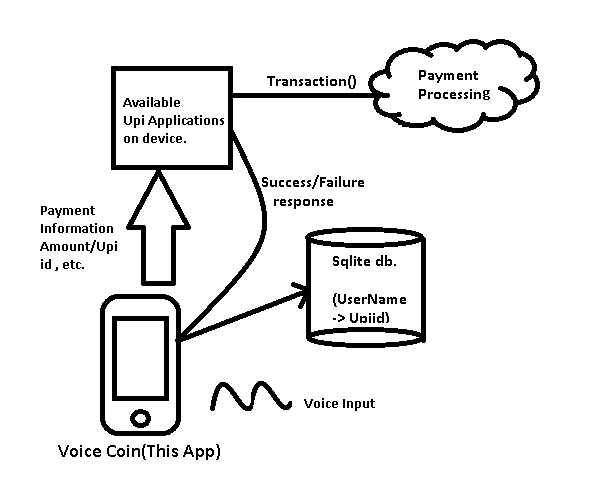 Transaction()
Payment
Processing
Available
Upi Applications
on device.
Success/Failure
response
Payment
Information
Amount/Upi
id , etc.
Sqlite db.
(UserName
-> Upiid)
Voice Input
Voice Coin(This App)